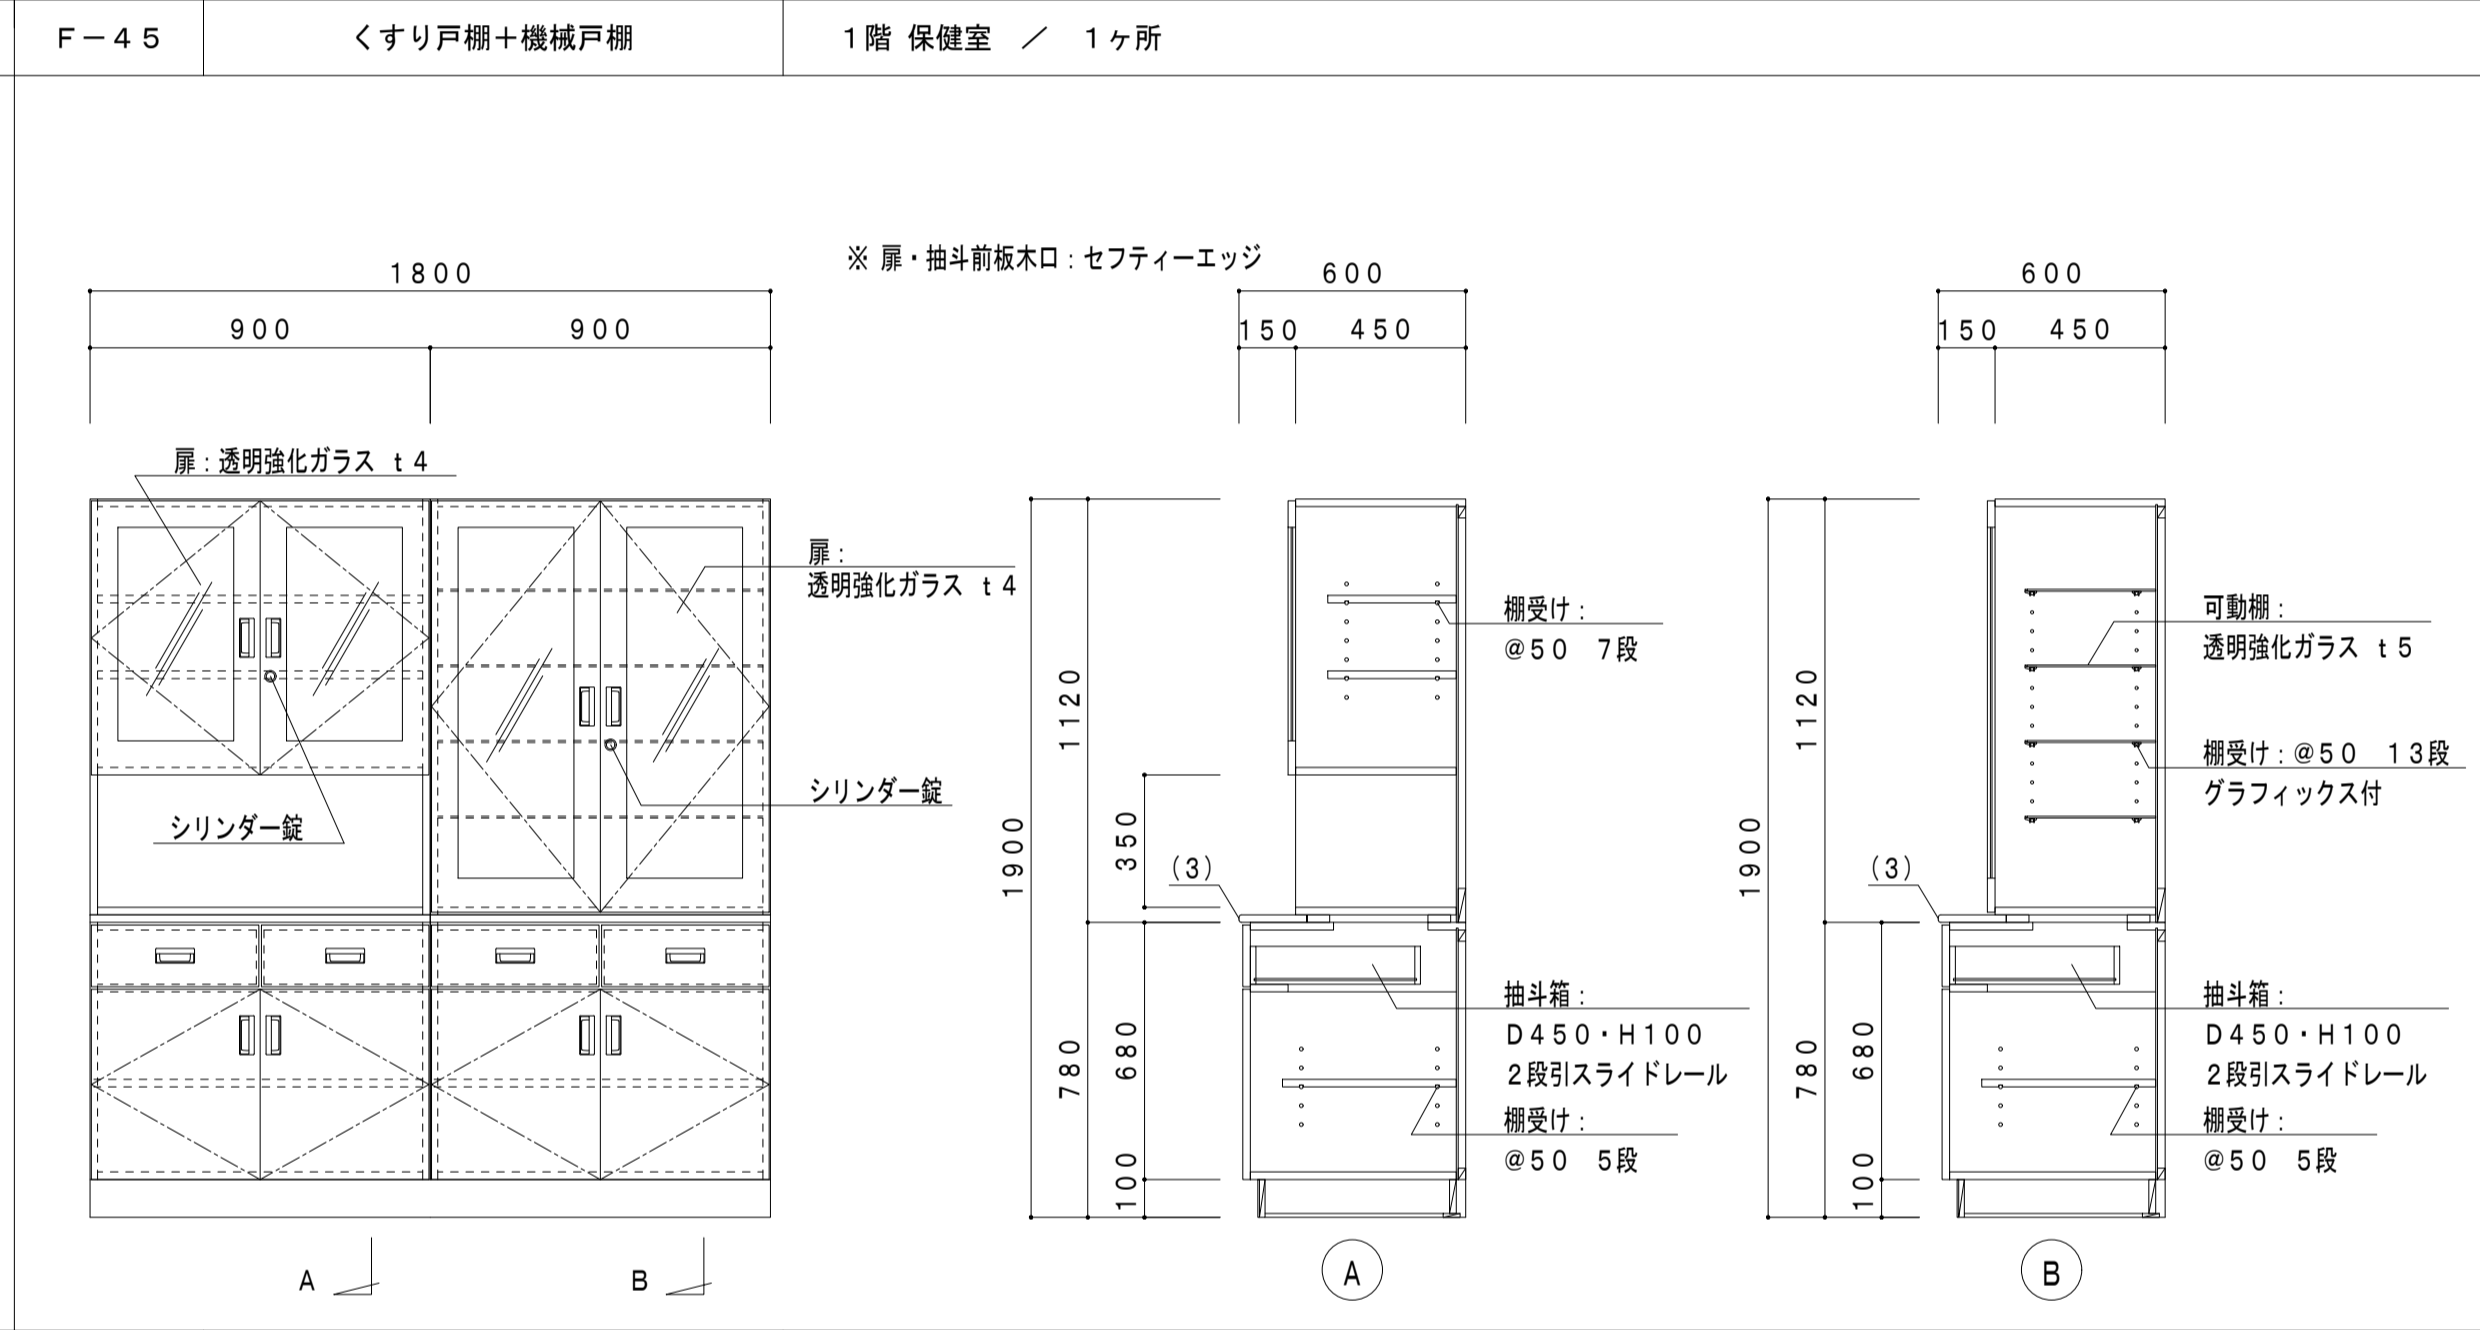 Ｆ－４５
くすり戸棚＋機械戸棚
１階 保健室　／　１ヶ所
※ 扉・抽斗前板木口：セフティーエッジ
１８００
９００
９００
扉：透明強化ガラス　ｔ４
扉：
透明強化ガラス　ｔ４
シリンダー錠
シリンダー錠
A
B
６００
１５０
４５０
１９００
１１２０
３５０
７８０
６８０
１００
（３）
棚受け：
＠５０　７段
抽斗箱：
Ｄ４５０・Ｈ１００
２段引スライドレール
棚受け：
＠５０　５段
A
６００
１５０
４５０
１９００
１１２０
７８０
６８０
１００
（３）
可動棚：
透明強化ガラス　ｔ５
棚受け：＠５０　１３段
グラフィックス付
抽斗箱：
Ｄ４５０・Ｈ１００
２段引スライドレール
棚受け：
＠５０　５段
B